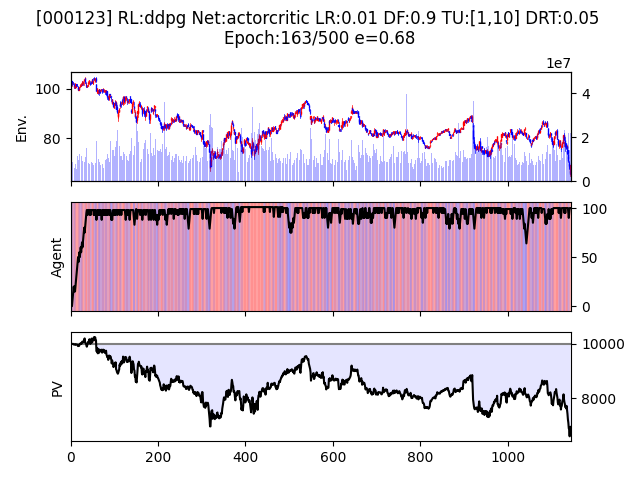 [000123] RL:ddpg Net:actorcritic LR:0.01 DF:0.9 TU:[1,10] DRT:0.05
Epoch:163/500 e=0.68
1e7
100
80
Env.
4
2
0
Agent
100
50
0
PV
10000
8000
0 200 400 600 800 1000